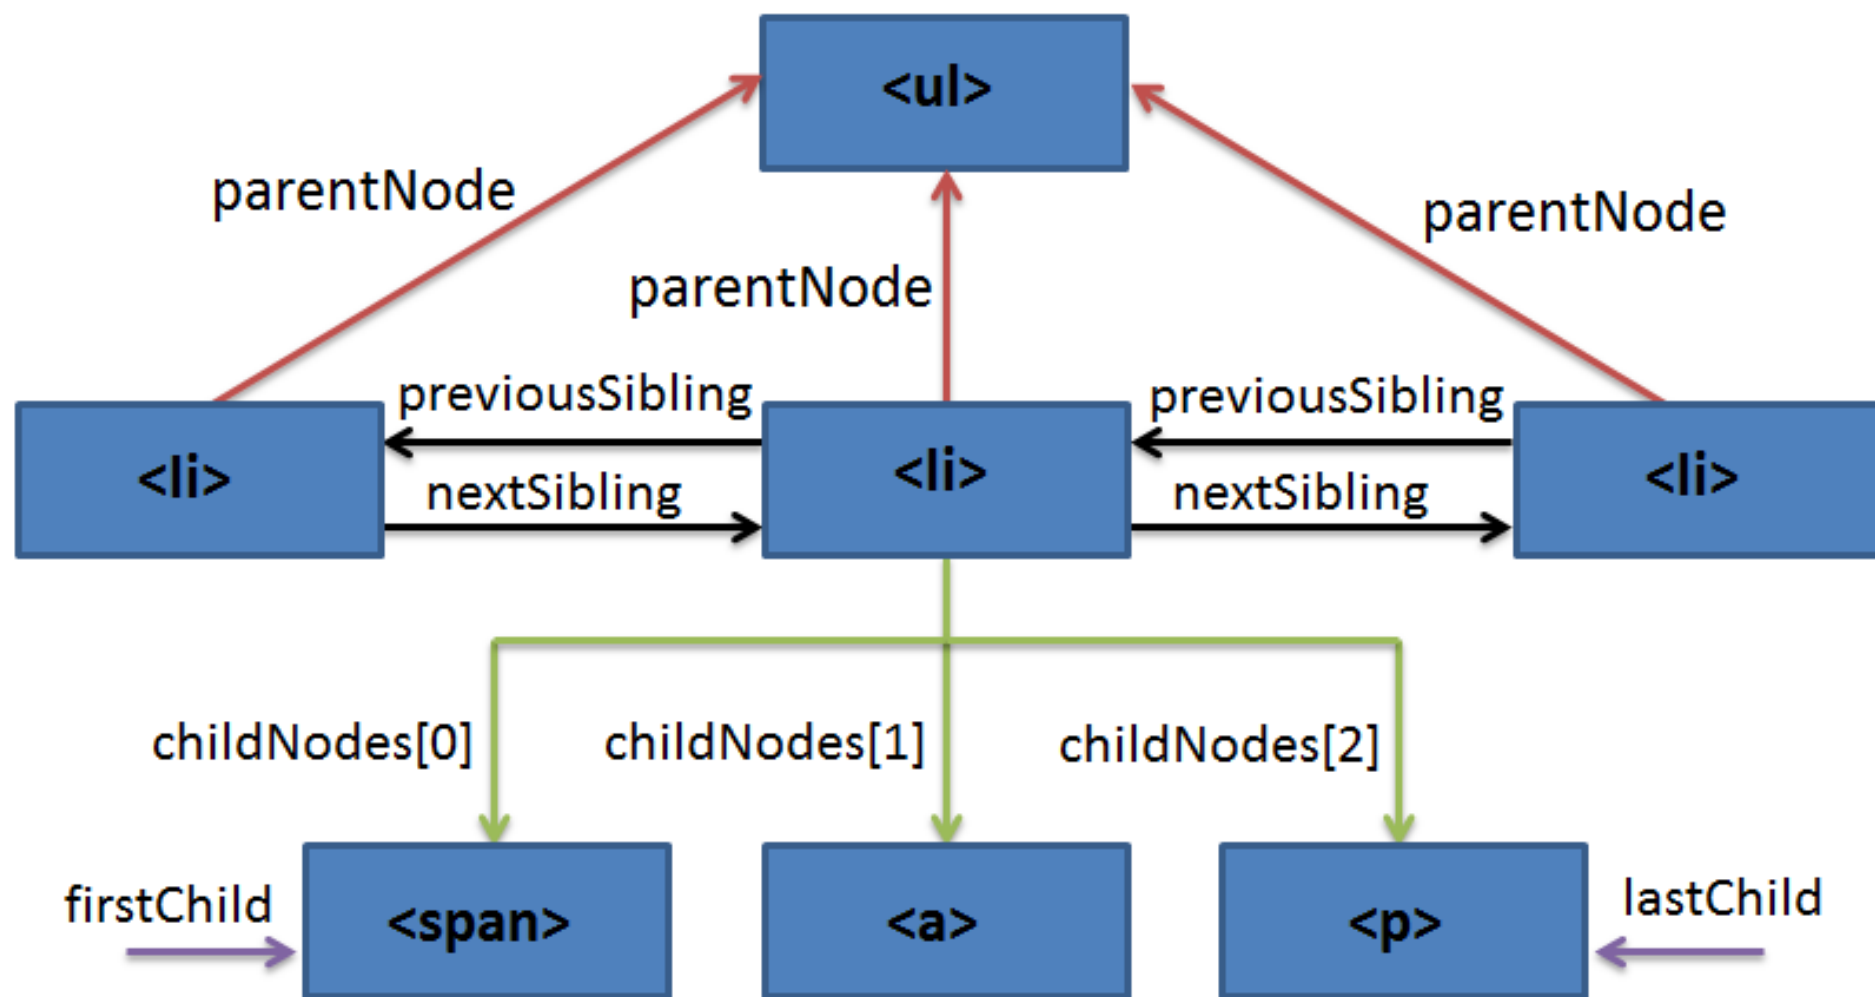 <ul>
parentNode
parentNode
parentNode
previousSibling
previousSibling
<li>
<li>
<li>
nextSibling
nextSibling
childNodes[0]
childNodes[1]
childNodes[2]
firstChild
<span>
<a>
<p>
lastChild